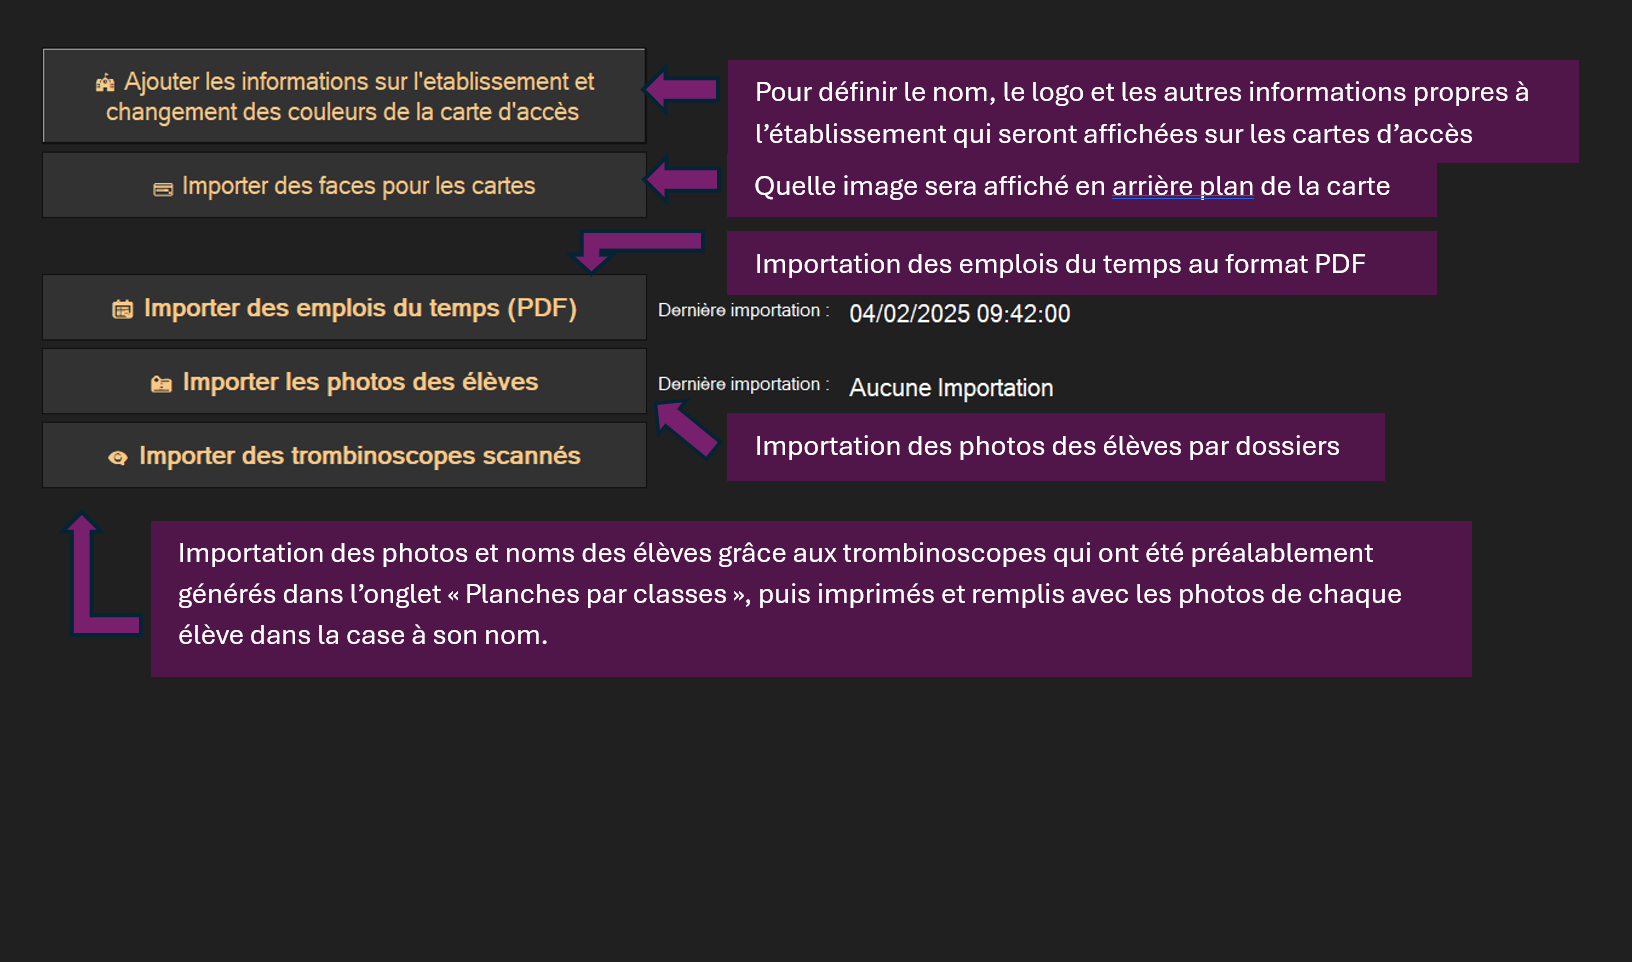 Ajouter les informations sur l'etablissement et
changement des couleurs de la carte d'accès
Pour définir le nom, le logo et les autres informations propres à
l’établissement qui seront affichées sur les cartes d’accès
Importer des faces pour les cartes
Quelle image sera affiché en arrière plan de la carte
Importation des emplois du temps au format PDF
Importer des emplois du temps (PDF)
Dernière importation : 04/02/2025 09:42:00
Importer les photos des élèves
Dernière importation : Aucune Importation
Importation des photos des élèves par dossiers
Importer des trombinoscopes scannés
Importation des photos et noms des élèves grâce aux trombinoscopes qui ont été préalablement
générés dans l’onglet « Planches par classes », puis imprimés et remplis avec les photos de chaque
élève dans la case à son nom.